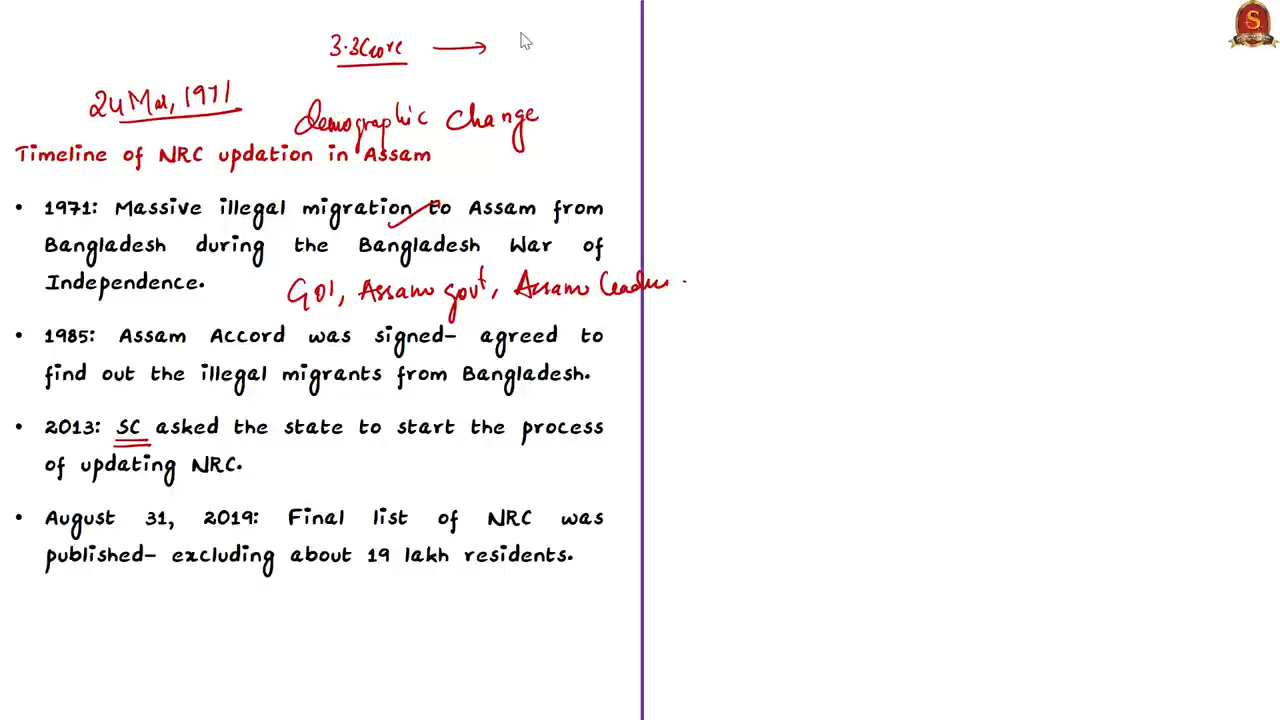 3.3 Crore →
24 Mar, 1971
demographic change
Timeline of NRC updation in Assam
• 1971: Massive illegal migration to Assam from
Bangladesh during the Bangladesh War of
Independence.
GOI, Assam govt, Assam leaders.
• 1985: Assam Accord was signed- agreed to
find out the illegal migrants from Bangladesh.
• 2013: SC asked the state to start the process
of updating NRC.
• August 31, 2019: Final list of NRC was
published- excluding about 19 lakh residents.
S